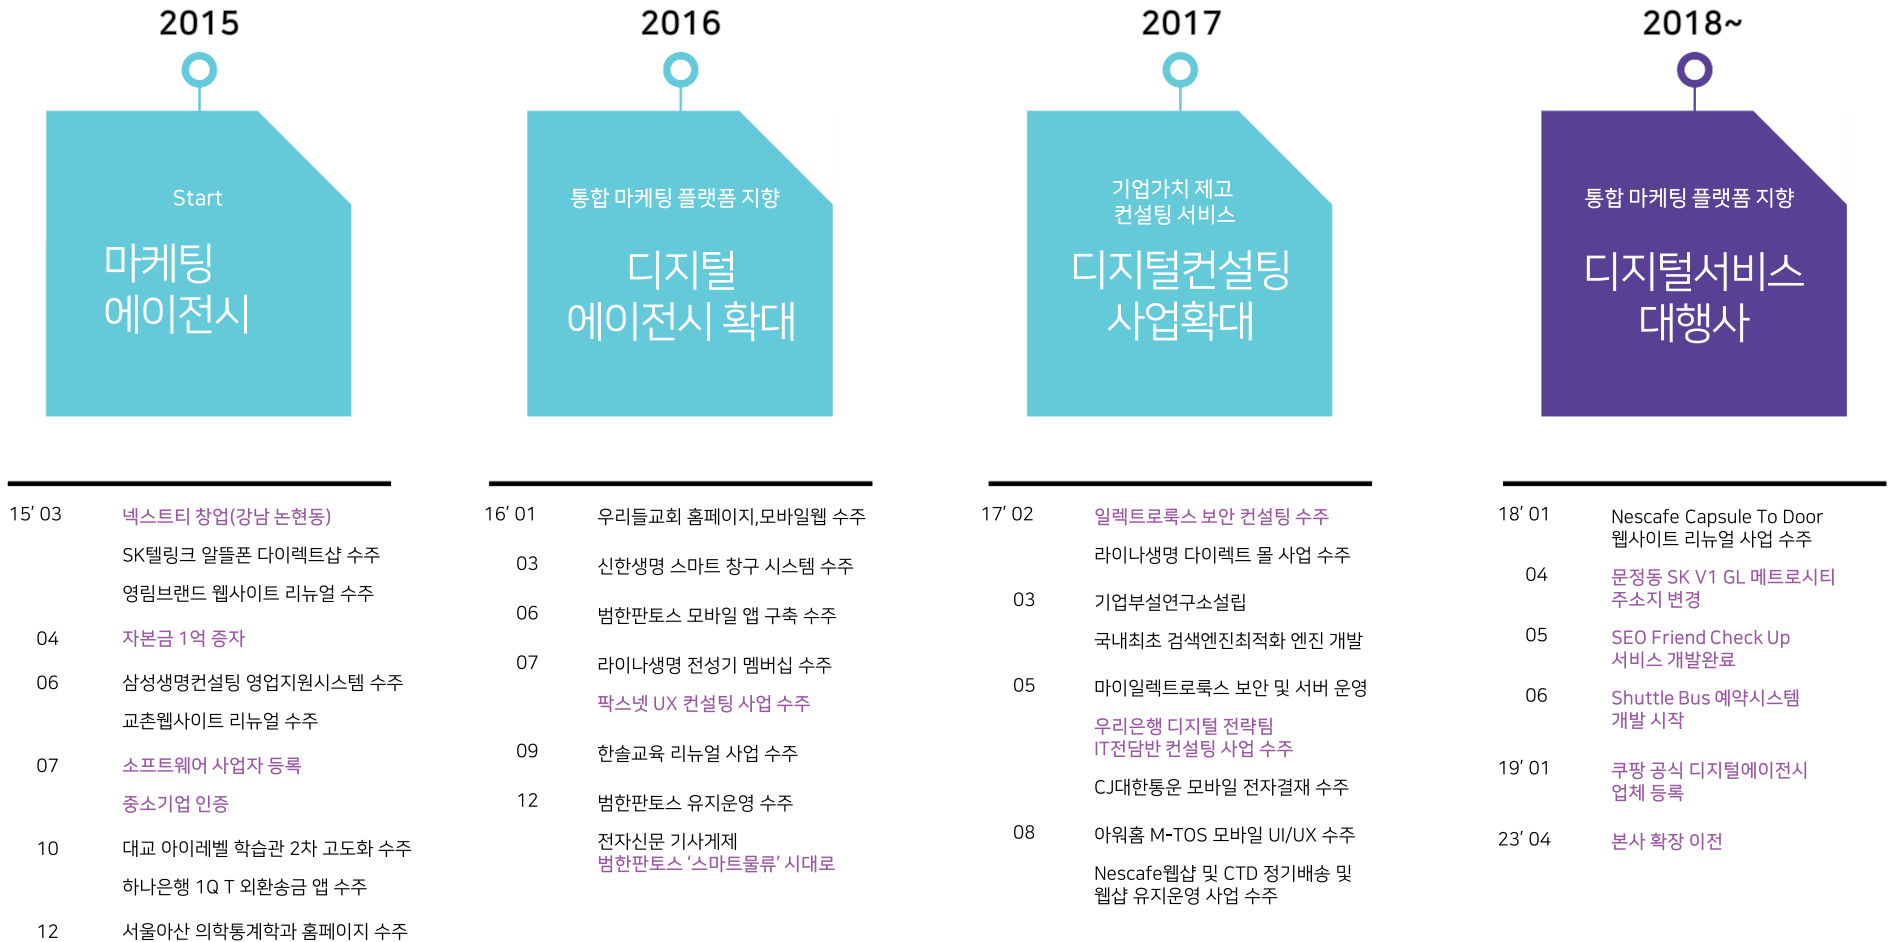 2015
Start
마케팅
에이전시
15’ 03 넥스트티 창업(강남 논현동)
SK텔링크 알뜰폰 다이렉트샵 수주
영림브랜드 웹사이트 리뉴얼 수주
04 자본금 1억 증자
06 삼성생명컨설팅 영업지원시스템 수주
교촌웹사이트 리뉴얼 수주
07 소프트웨어 사업자 등록
중소기업 인증
10 대교 아이레벨 학습관 2차 고도화 수주
하나은행 1Q T 외환송금 앱 수주
12 서울아산 의학통계학과 홈페이지 수주
2016
통합 마케팅 플랫폼 지향
디지털
에이전시 확대
16’ 01 우리들교회 홈페이지,모바일웹 수주
03 신한생명 스마트 창구 시스템 수주
06 범한판토스 모바일 앱 구축 수주
07 라이나생명 전성기 멤버십 수주
팍스넷 UX 컨설팅 사업 수주
09 한솔교육 리뉴얼 사업 수주
12 범한판토스 유지운영 수주
전자신문 기사게제
범한판토스 ‘스마트물류’ 시대로
2017
기업가치 제고
컨설팅 서비스
디지털컨설팅
사업확대
17’ 02 일렉트로룩스 보안 컨설팅 수주
라이나생명 다이렉트 몰 사업 수주
03 기업부설연구소설립
국내최초 검색엔진최적화 엔진 개발
05 마이일렉트로룩스 보안 및 서버 운영
우리은행 디지털 전략팀
IT전담반 컨설팅 사업 수주
CJ대한통운 모바일 전자결재 수주
08 아워홈 M-TOS 모바일 UI/UX 수주
Nescafe웹샵 및 CTD 정기배송 및
웹샵 유지운영 사업 수주
2018~
통합 마케팅 플랫폼 지향
디지털서비스
대행사
18’ 01 Nescafe Capsule To Door
웹사이트 리뉴얼 사업 수주
04 문정동 SK V1 GL 메트로시티
주소지 변경
05 SEO Friend Check Up
서비스 개발완료
06 Shuttle Bus 예약시스템
개발 시작
19’ 01 쿠팡 공식 디지털에이전시
업체 등록
23’ 04 본사 확장 이전